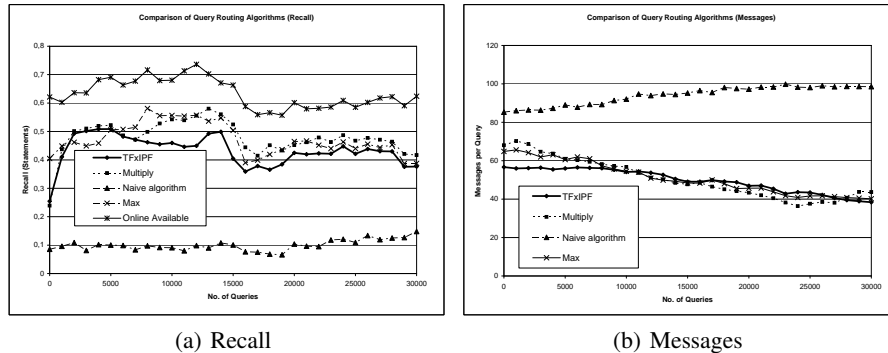 Comparison of Query Routing Algorithms (Recall)
0,8
0,7
0,6
0,5
0,4
0,3
0,2
0,1
0
Recall (Statements)
TFxIPF
Multiply
Naive algorithm
Max
Online Available
0 5000 10000 15000 20000 25000 30000
No. of Queries
(a) Recall
Comparison of Query Routing Algorithms (Messages)
120
100
80
60
40
20
0
Messages per Query
TFxIPF
Multiply
Naive algorithm
Max
0 5000 10000 15000 20000 25000 30000
No. of Queries
(b) Messages